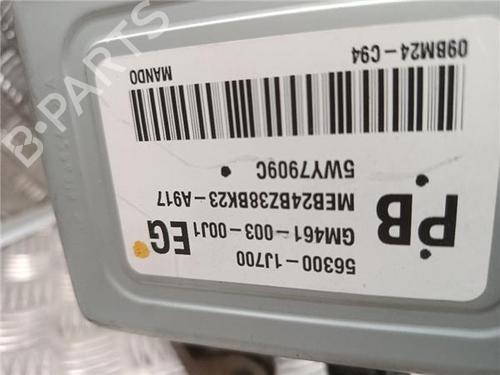 56300-1J700
GM461-003-00J1
MEB24BZ38BK23-A917
5WY7909C
EG
PB
MANDO
09BM24-C94
B-PARTS